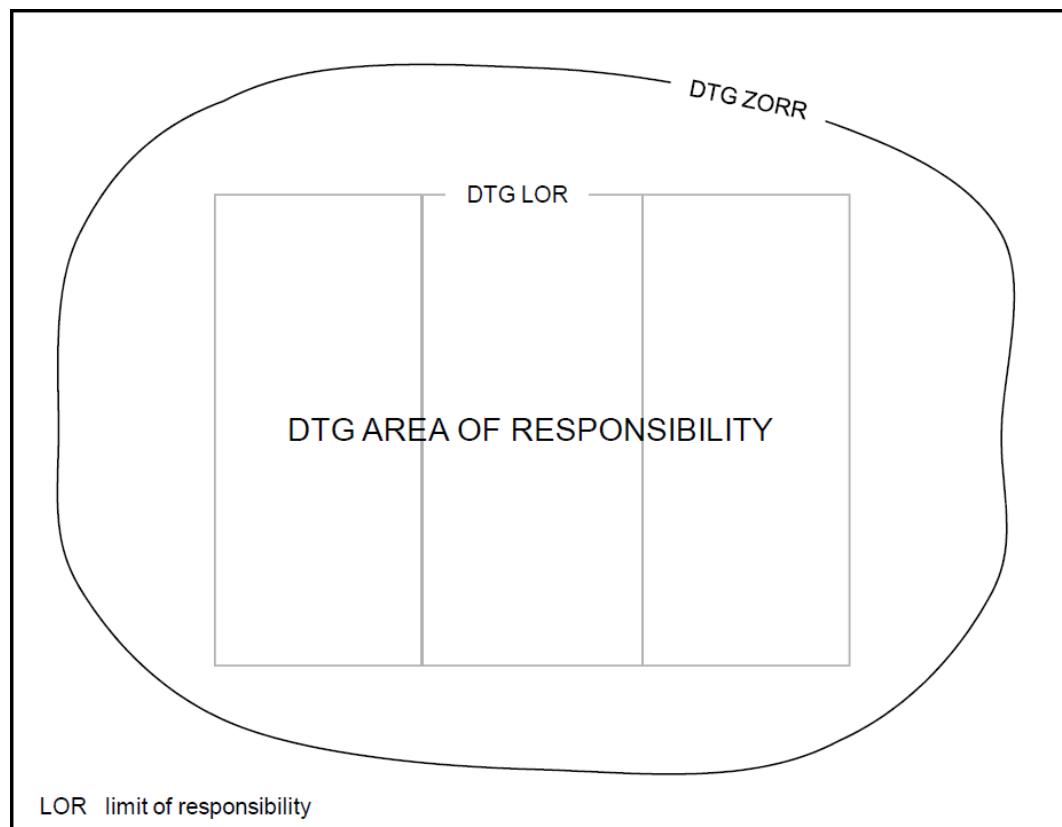 DTG ZORR
DTG LOR
DTG AREA OF RESPONSIBILITY
LOR limit of responsibility